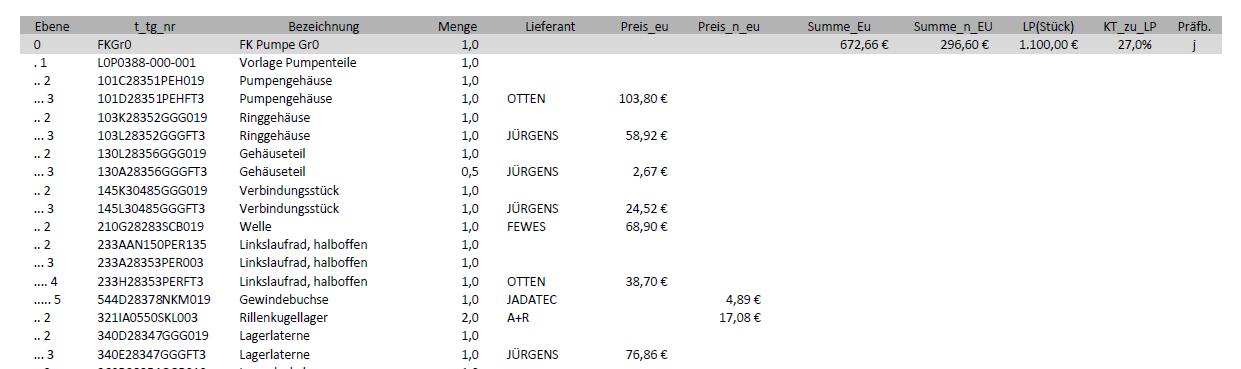 Ebene t_tg_nr Bezeichnung Menge Lieferant Preis_eu Preis_n_eu Summe_Eu Summe_n_EU LP(Stück) KT_zu_LP Präfb.
0 FKGr0 FK Pumpe Gr0 1,0 672,66 € 296,60 € 1.100,00 € 27,0% j
. 1 L0P0388-000-001 Vorlage Pumpenteile 1,0
.. 2 101C28351PEH019 Pumpengehäuse 1,0
... 3 101D28351PEHFT3 Pumpengehäuse 1,0 OTTEN 103,80 €
.. 2 103K28352GGG019 Ringgehäuse 1,0
... 3 103L28352GGGFT3 Ringgehäuse 1,0 JÜRGENS 58,92 €
.. 2 130L28356GGG019 Gehäuseteil 1,0
... 3 130A28356GGGFT3 Gehäuseteil 0,5 JÜRGENS 2,67 €
.. 2 145K30485GGG019 Verbindungsstück 1,0
... 3 145L30485GGGFT3 Verbindungsstück 1,0 JÜRGENS 24,52 €
.. 2 210G28283SCB019 Welle 1,0 FEWES 68,90 €
.. 2 233AAN150PER135 Linkslaufrad, halboffen 1,0
... 3 233A28353PER003 Linkslaufrad, halboffen 1,0
.... 4 233H28353PERFT3 Linkslaufrad, halboffen 1,0 OTTEN 38,70 €
..... 5 544D28378NKM019 Gewindebuchse 1,0 JADATEC 4,89 €
.. 2 321IA0550SKL003 Rillenkugellager 2,0 A+R 17,08 €
.. 2 340D28347GGG019 Lagerlaterne 1,0
... 3 340E28347GGGFT3 Lagerlaterne 1,0 JÜRGENS 76,86 €